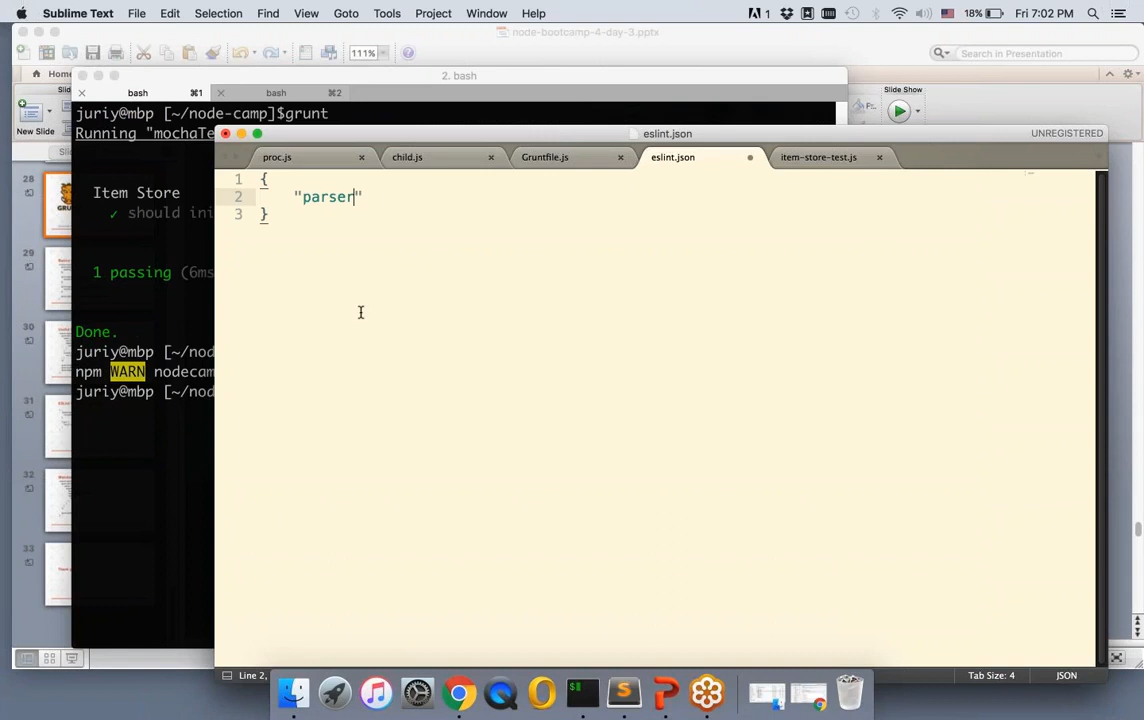 Sublime Text File Edit Selection Find View Goto Tools Project Window Help 1 18% Fri 7:02 PM
node-bootcamp-4-day-3.pptx
111% Search in Presentation
Home
2. bash
bash ⌘1 bash ⌘2
Slide Show
New Slide
juriy@mbp [~/node-camp]$grunt
Running "mochaTe
eslint.json UNREGISTERED
proc.js child.js Gruntfile.js eslint.json item-store-test.js
28
1 {
Item Store
2 "parser"
✓ should ini
3 }
29
1 passing (6ms
30
Done.
juriy@mbp [~/nod
npm WARN nodecam
juriy@mbp [~/nod
31
32
33
Line 2, Tab Size: 4 JSON